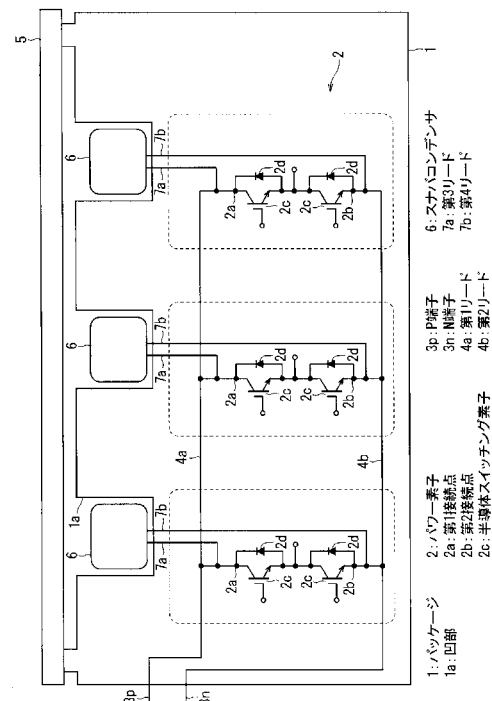 5
1
2
6
7a
7b
2a
2c
2d
2c
2d
2b
6
7a
7b
2a
2c
2d
2c
2d
2b
1a
6
7a
7b
4a
4b
2a
2c
2d
2c
2d
2b
3p
3n
1:パッケージ
1a:凹部
2:パワー素子
2a:第1接続点
2b:第2接続点
2c:半導体スイッチング素子
3p:P端子
3n:N端子
4a:第1リード
4b:第2リード
6:スナバコンデンサ
7a:第3リード
7b:第4リード